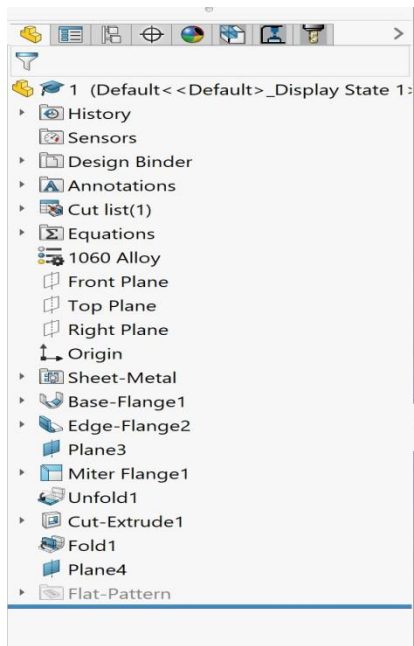 1 (Default<<Default>_Display State 1>
History
Sensors
Design Binder
Annotations
Cut list(1)
Equations
1060 Alloy
Front Plane
Top Plane
Right Plane
Origin
Sheet-Metal
Base-Flange1
Edge-Flange2
Plane3
Miter Flange1
Unfold1
Cut-Extrude1
Fold1
Plane4
Flat-Pattern